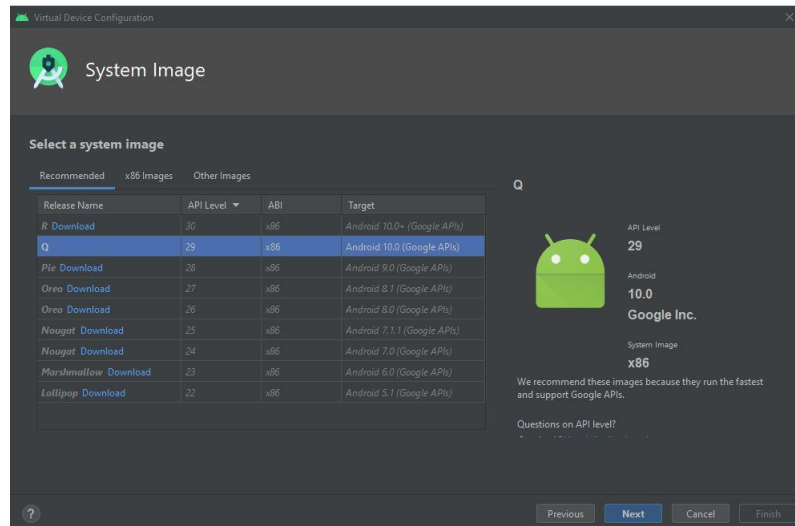 Virtual Device Configuration
System Image
Select a system image
Recommended x86 Images Other Images
Release Name API Level ABI Target
R Download 30 x86 Android 10.0+ (Google APIs)
Q 29 x86 Android 10.0 (Google APIs)
Pie Download 28 x86 Android 9.0 (Google APIs)
Oreo Download 27 x86 Android 8.1 (Google APIs)
Oreo Download 26 x86 Android 8.0 (Google APIs)
Nougat Download 25 x86 Android 7.1.1 (Google APIs)
Nougat Download 24 x86 Android 7.0 (Google APIs)
Marshmallow Download 23 x86 Android 6.0 (Google APIs)
Lollipop Download 22 x86 Android 5.1 (Google APIs)
Q
API Level
29
Android
10.0
Google Inc.
System Image
x86
We recommend these images because they run the fastest
and support Google APIs.
Questions on API level?
? Previous Next Cancel Finish